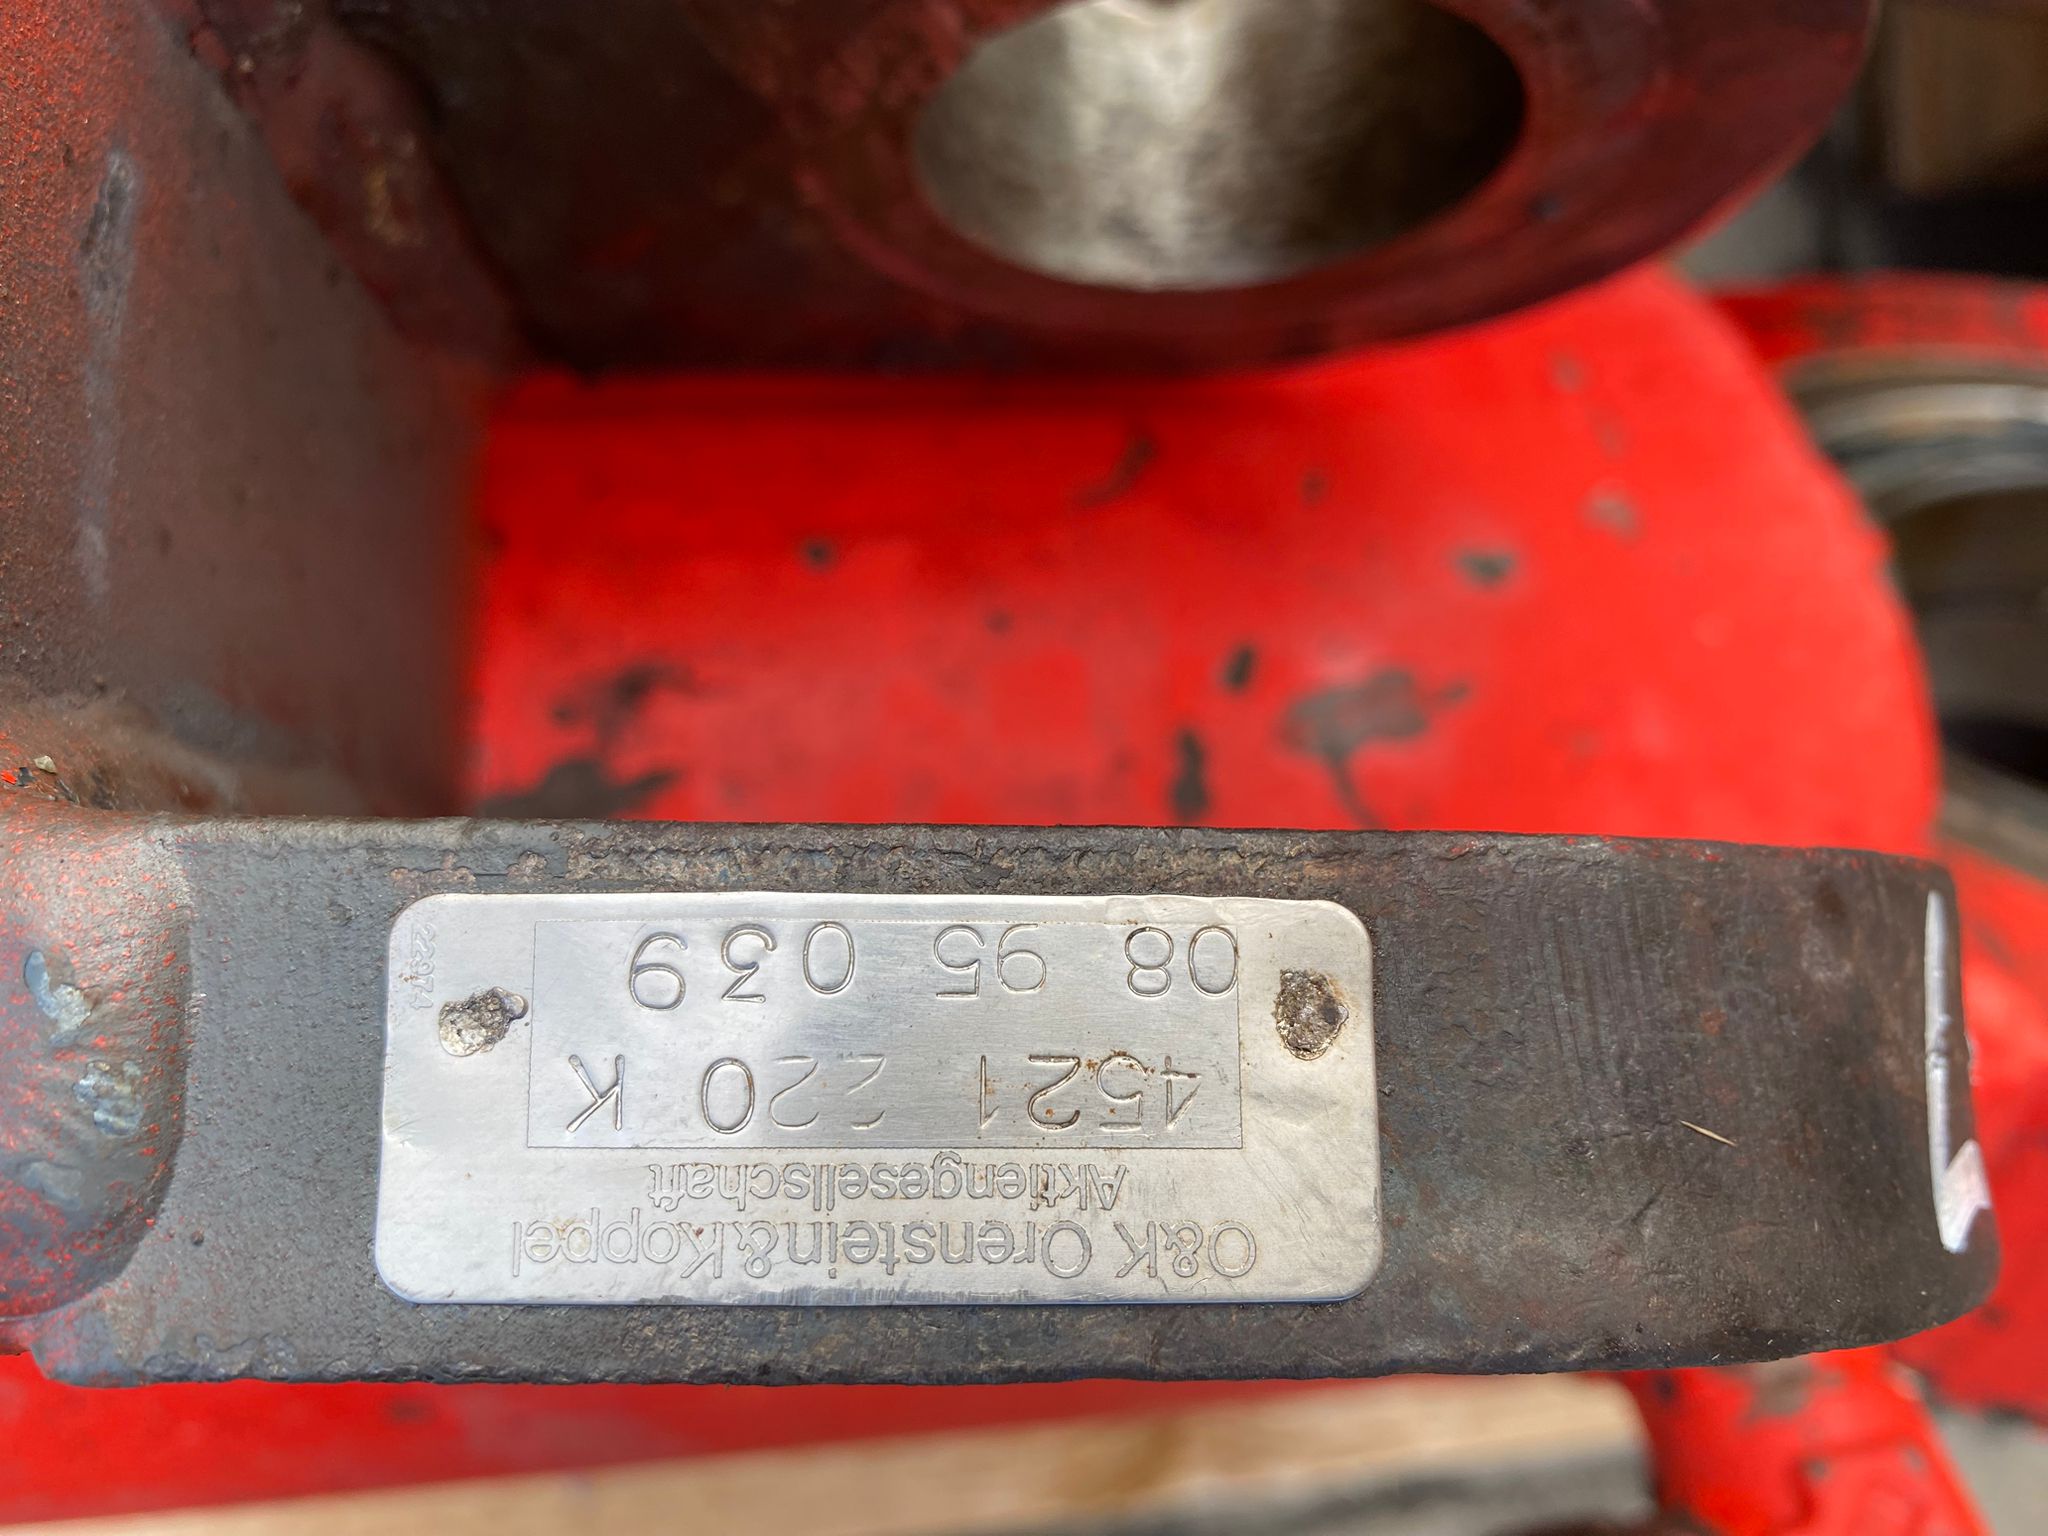 O&K Orenstein&Koppel
Aktiengesellschaft
4521 220 K
08 95 039